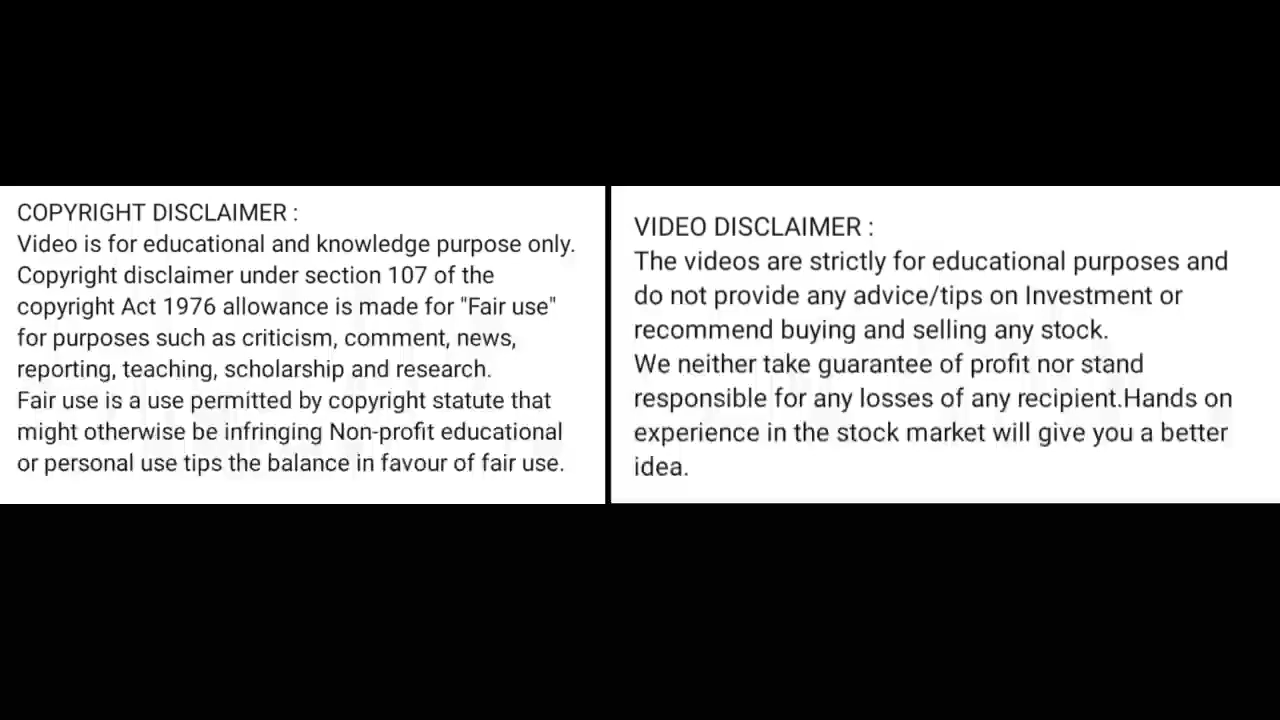 COPYRIGHT DISCLAIMER :
Video is for educational and knowledge purpose only.
Copyright disclaimer under section 107 of the
copyright Act 1976 allowance is made for "Fair use"
for purposes such as criticism, comment, news,
reporting, teaching, scholarship and research.
Fair use is a use permitted by copyright statute that
might otherwise be infringing Non-profit educational
or personal use tips the balance in favour of fair use.
VIDEO DISCLAIMER :
The videos are strictly for educational purposes and
do not provide any advice/tips on Investment or
recommend buying and selling any stock.
We neither take guarantee of profit nor stand
responsible for any losses of any recipient.Hands on
experience in the stock market will give you a better
idea.